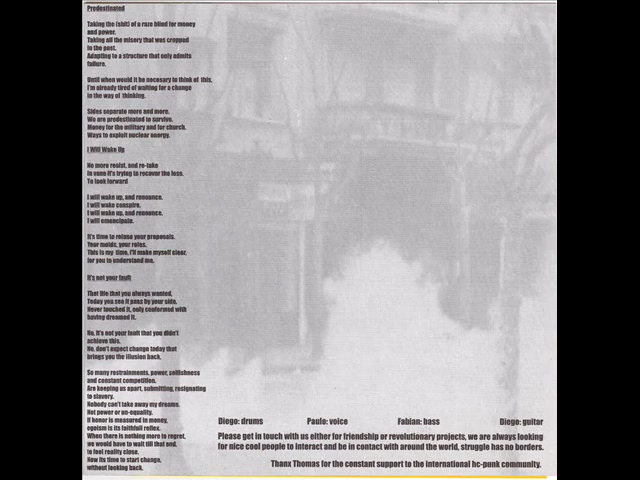 Predestinated
Taking the (shit) of a raze blind for money
and power.
Taking all the misery that was cropped
in the past.
Adapting to a structure that only admits
failure.
Until when would it be necesary to think of this,
I'm already tired of waiting for a change
in the way of thinking.
Sides separate more and more.
We are predestinated to survive.
Money for the military and for church.
Ways to exploit nuclear energy.
I Will Wake Up
No more resist, and re-take
In vann it's trying to recover the loss.
To look forward
I will wake up, and renounce.
I will wake conspire,
I will wake up, and renounce.
I will emancipate.
It's time to refuse your proposals.
Your molds, your roles.
This is my time, I'll make myself clear,
for you to understand me.
It's not your fault
That life that you always wanted,
Today you see it pass by your side,
Never touched it, only conformed with
having dreamed it.
No, it's not your fault that you didn't
achieve this.
No, don't expect change today that
brings you the illusion back.
So many restrainments, power, selfishness
and constant competition,
Are keeping us apart, submitting, resignating
to slavery.
Nobody can't take away my dreams.
Not power or un-equality.
If honor is measured in money,
egoism is its faithfull reflex.
When there is nothing more to regret,
we would have to wait till that end,
to feel reality close.
Now its time to start change,
without looking back.
Diego: drums Paulo: voice Fabian: bass Diego: guitar
Please get in touch with us either for friendship or revolutionary projects, we are always looking
for nice cool people to interact and be in contact with around the world, struggle has no borders.
Thanx Thomas for the constant support to the international hc-punk community.